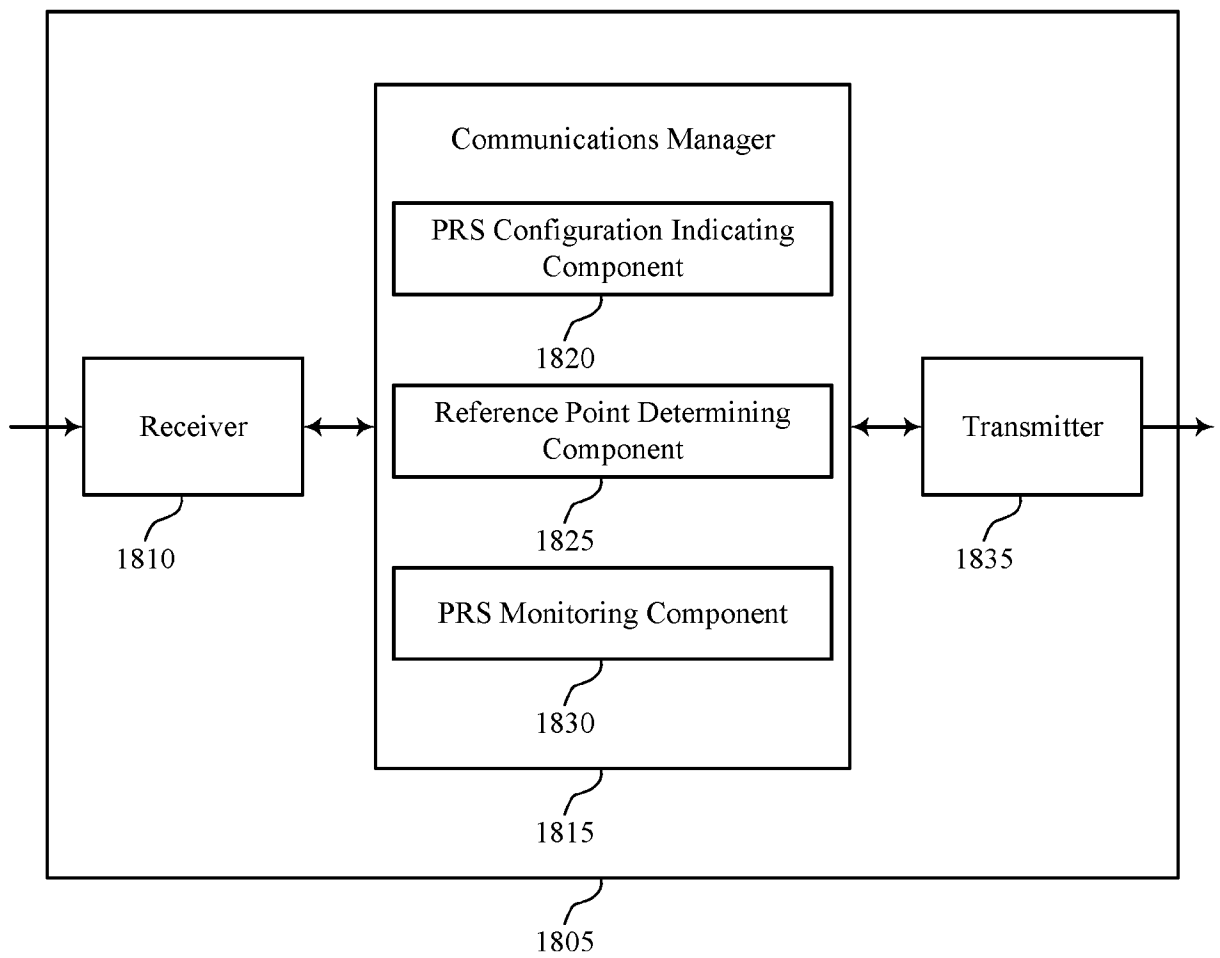 Communications Manager
PRS Configuration Indicating
Component
1820
Receiver
1810
Reference Point Determining
Component
1825
Transmitter
1835
PRS Monitoring Component
1830
1815
1805